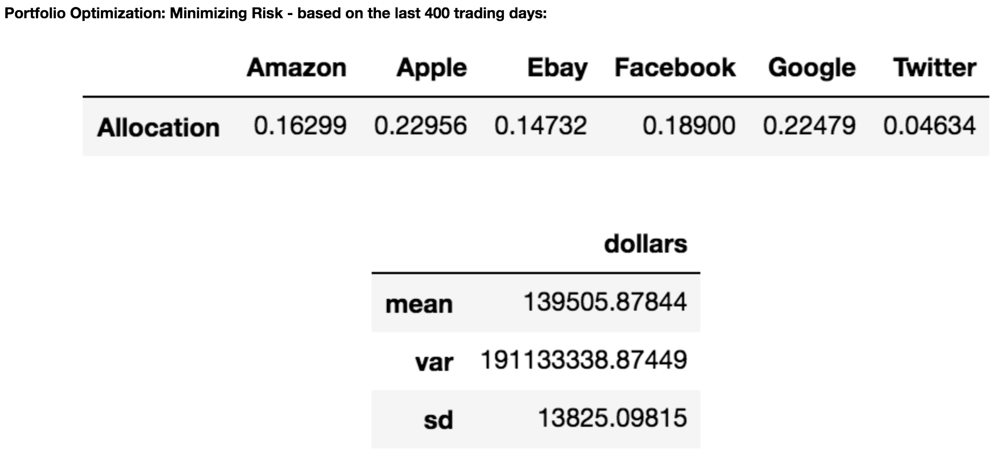 Portfolio Optimization: Minimizing Risk - based on the last 400 trading days:
Amazon Apple Ebay Facebook Google Twitter
Allocation 0.16299 0.22956 0.14732 0.18900 0.22479 0.04634
dollars
mean 139505.87844
var 191133338.87449
sd 13825.09815